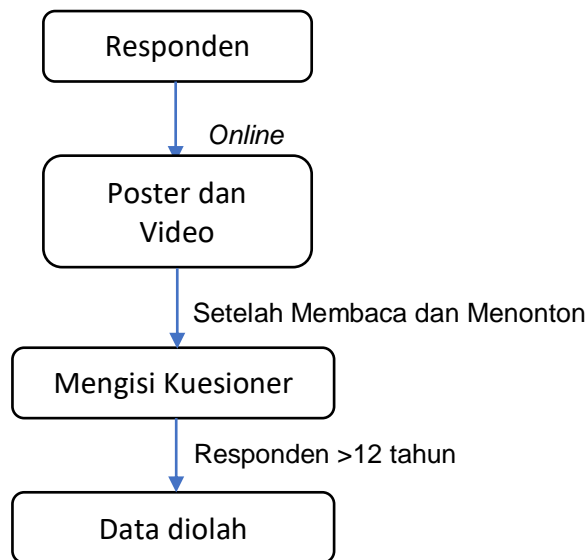 Responden
Online
Poster dan
Video
Setelah Membaca dan Menonton
Mengisi Kuesioner
Responden >12 tahun
Data diolah